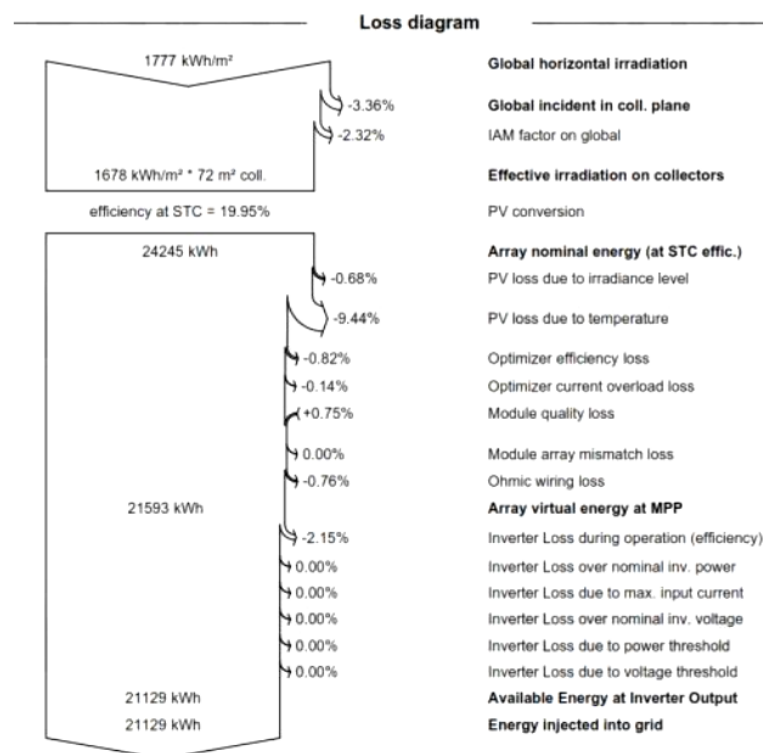 Loss diagram
1777 kWh/m² Global horizontal irradiation
-3.36% Global incident in coll. plane
-2.32% IAM factor on global
1678 kWh/m² * 72 m² coll. Effective irradiation on collectors
efficiency at STC = 19.95% PV conversion
24245 kWh Array nominal energy (at STC effic.)
-0.68% PV loss due to irradiance level
-9.44% PV loss due to temperature
-0.82% Optimizer efficiency loss
-0.14% Optimizer current overload loss
+0.75% Module quality loss
0.00% Module array mismatch loss
-0.76% Ohmic wiring loss
21593 kWh Array virtual energy at MPP
-2.15% Inverter Loss during operation (efficiency)
0.00% Inverter Loss over nominal inv. power
0.00% Inverter Loss due to max. input current
0.00% Inverter Loss over nominal inv. voltage
0.00% Inverter Loss due to power threshold
0.00% Inverter Loss due to voltage threshold
21129 kWh Available Energy at Inverter Output
21129 kWh Energy injected into grid